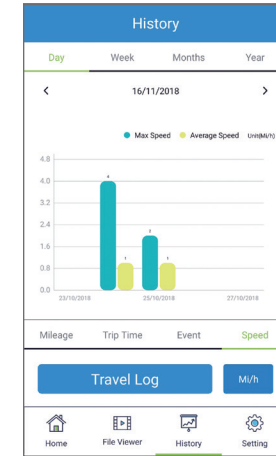 History
Day Week Months Year
16/11/2018
Max Speed Average Speed Unit(Mi/h)
4.8
4.0
3.2
2.4
1.6
0.8
0.0
23/10/2018 25/10/2018 27/10/2018
Mileage Trip Time Event Speed
Travel Log Mi/h
Home File Viewer History Setting